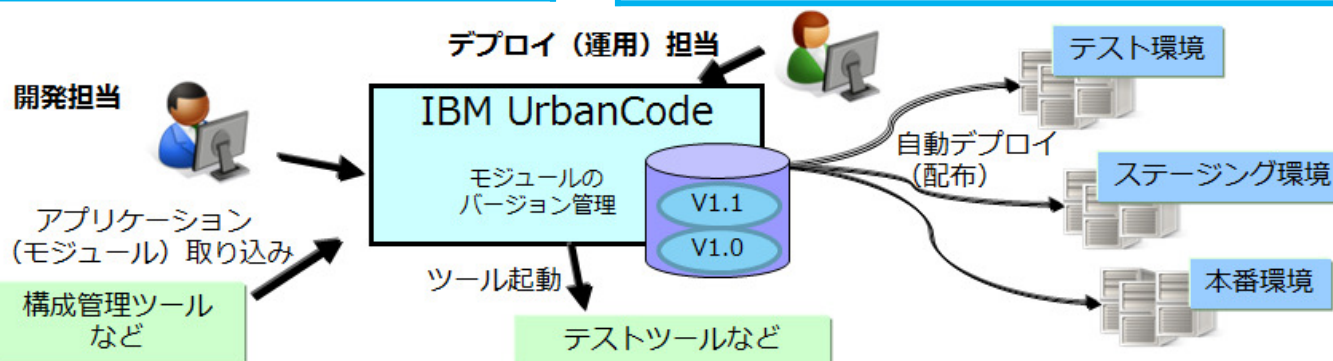 デプロイ（運用）担当
開発担当
IBM UrbanCode
モジュールの
バージョン管理
V1.1
V1.0
アプリケーション
（モジュール）取り込み
構成管理ツール
など
ツール起動
テストツールなど
自動デプロイ
（配布）
テスト環境
ステージング環境
本番環境